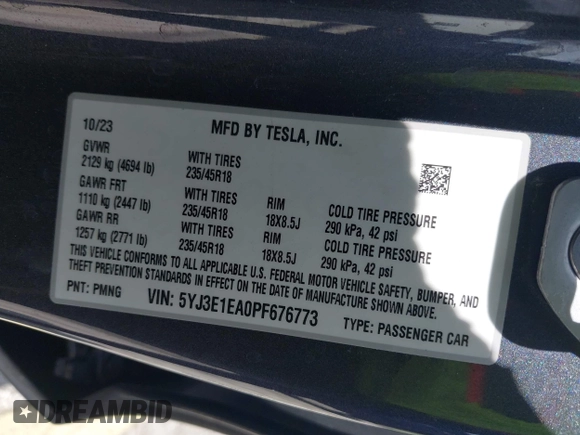 10/23 MFD BY TESLA, INC.
GVWR
2129 kg (4694 lb) WITH TIRES
235/45R18
GAWR FRT
1110 kg (2447 lb) WITH TIRES
235/45R18 RIM
18X8.5J COLD TIRE PRESSURE
290 kPa, 42 psi
GAWR RR
1257 kg (2771 lb) WITH TIRES
235/45R18 RIM
18X8.5J COLD TIRE PRESSURE
290 kPa, 42 psi
THIS VEHICLE CONFORMS TO ALL APPLICABLE U.S. FEDERAL MOTOR VEHICLE SAFETY, BUMPER, AND
THEFT PREVENTION STANDARDS IN EFFECT ON THE DATE OF MANUFACTURE SHOWN ABOVE.
PNT: PMNG VIN: 5YJ3E1EA0PF676773 TYPE: PASSENGER CAR
DREAMBID